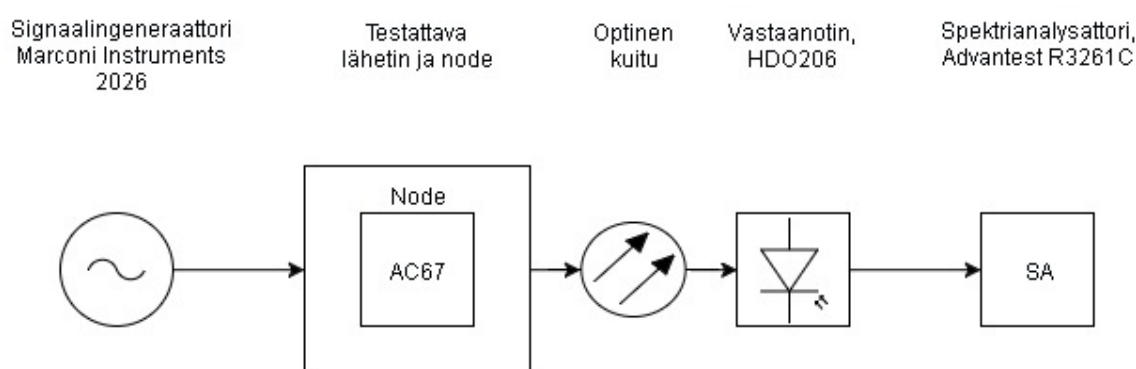 Signaalingeneraattori
Marconi Instruments
2026
Testattava
lähetin ja node
Optinen
kuitu
Vastaanotin,
HDO206
Spektrianalysattori,
Advantest R3261C
Node
AC67
SA